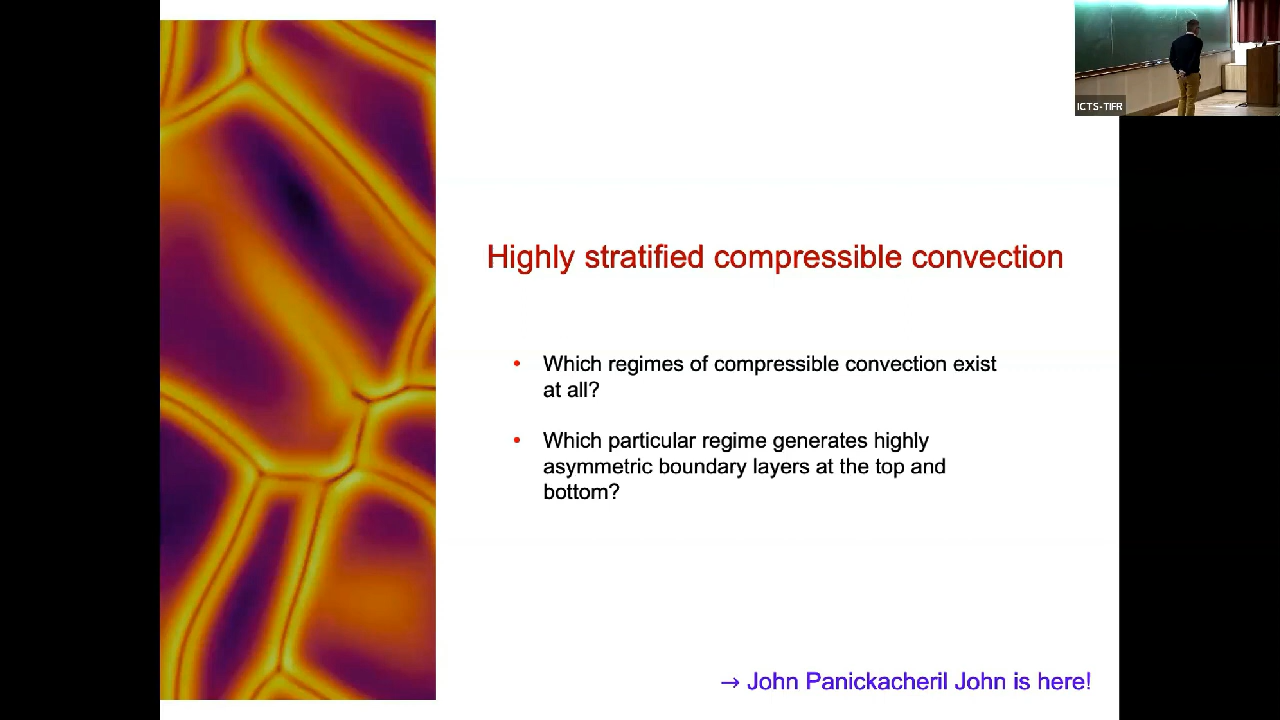 ICTS-TIFR
Highly stratified compressible convection
• Which regimes of compressible convection exist
at all?
• Which particular regime generates highly
asymmetric boundary layers at the top and
bottom?
→ John Panickacheril John is here!